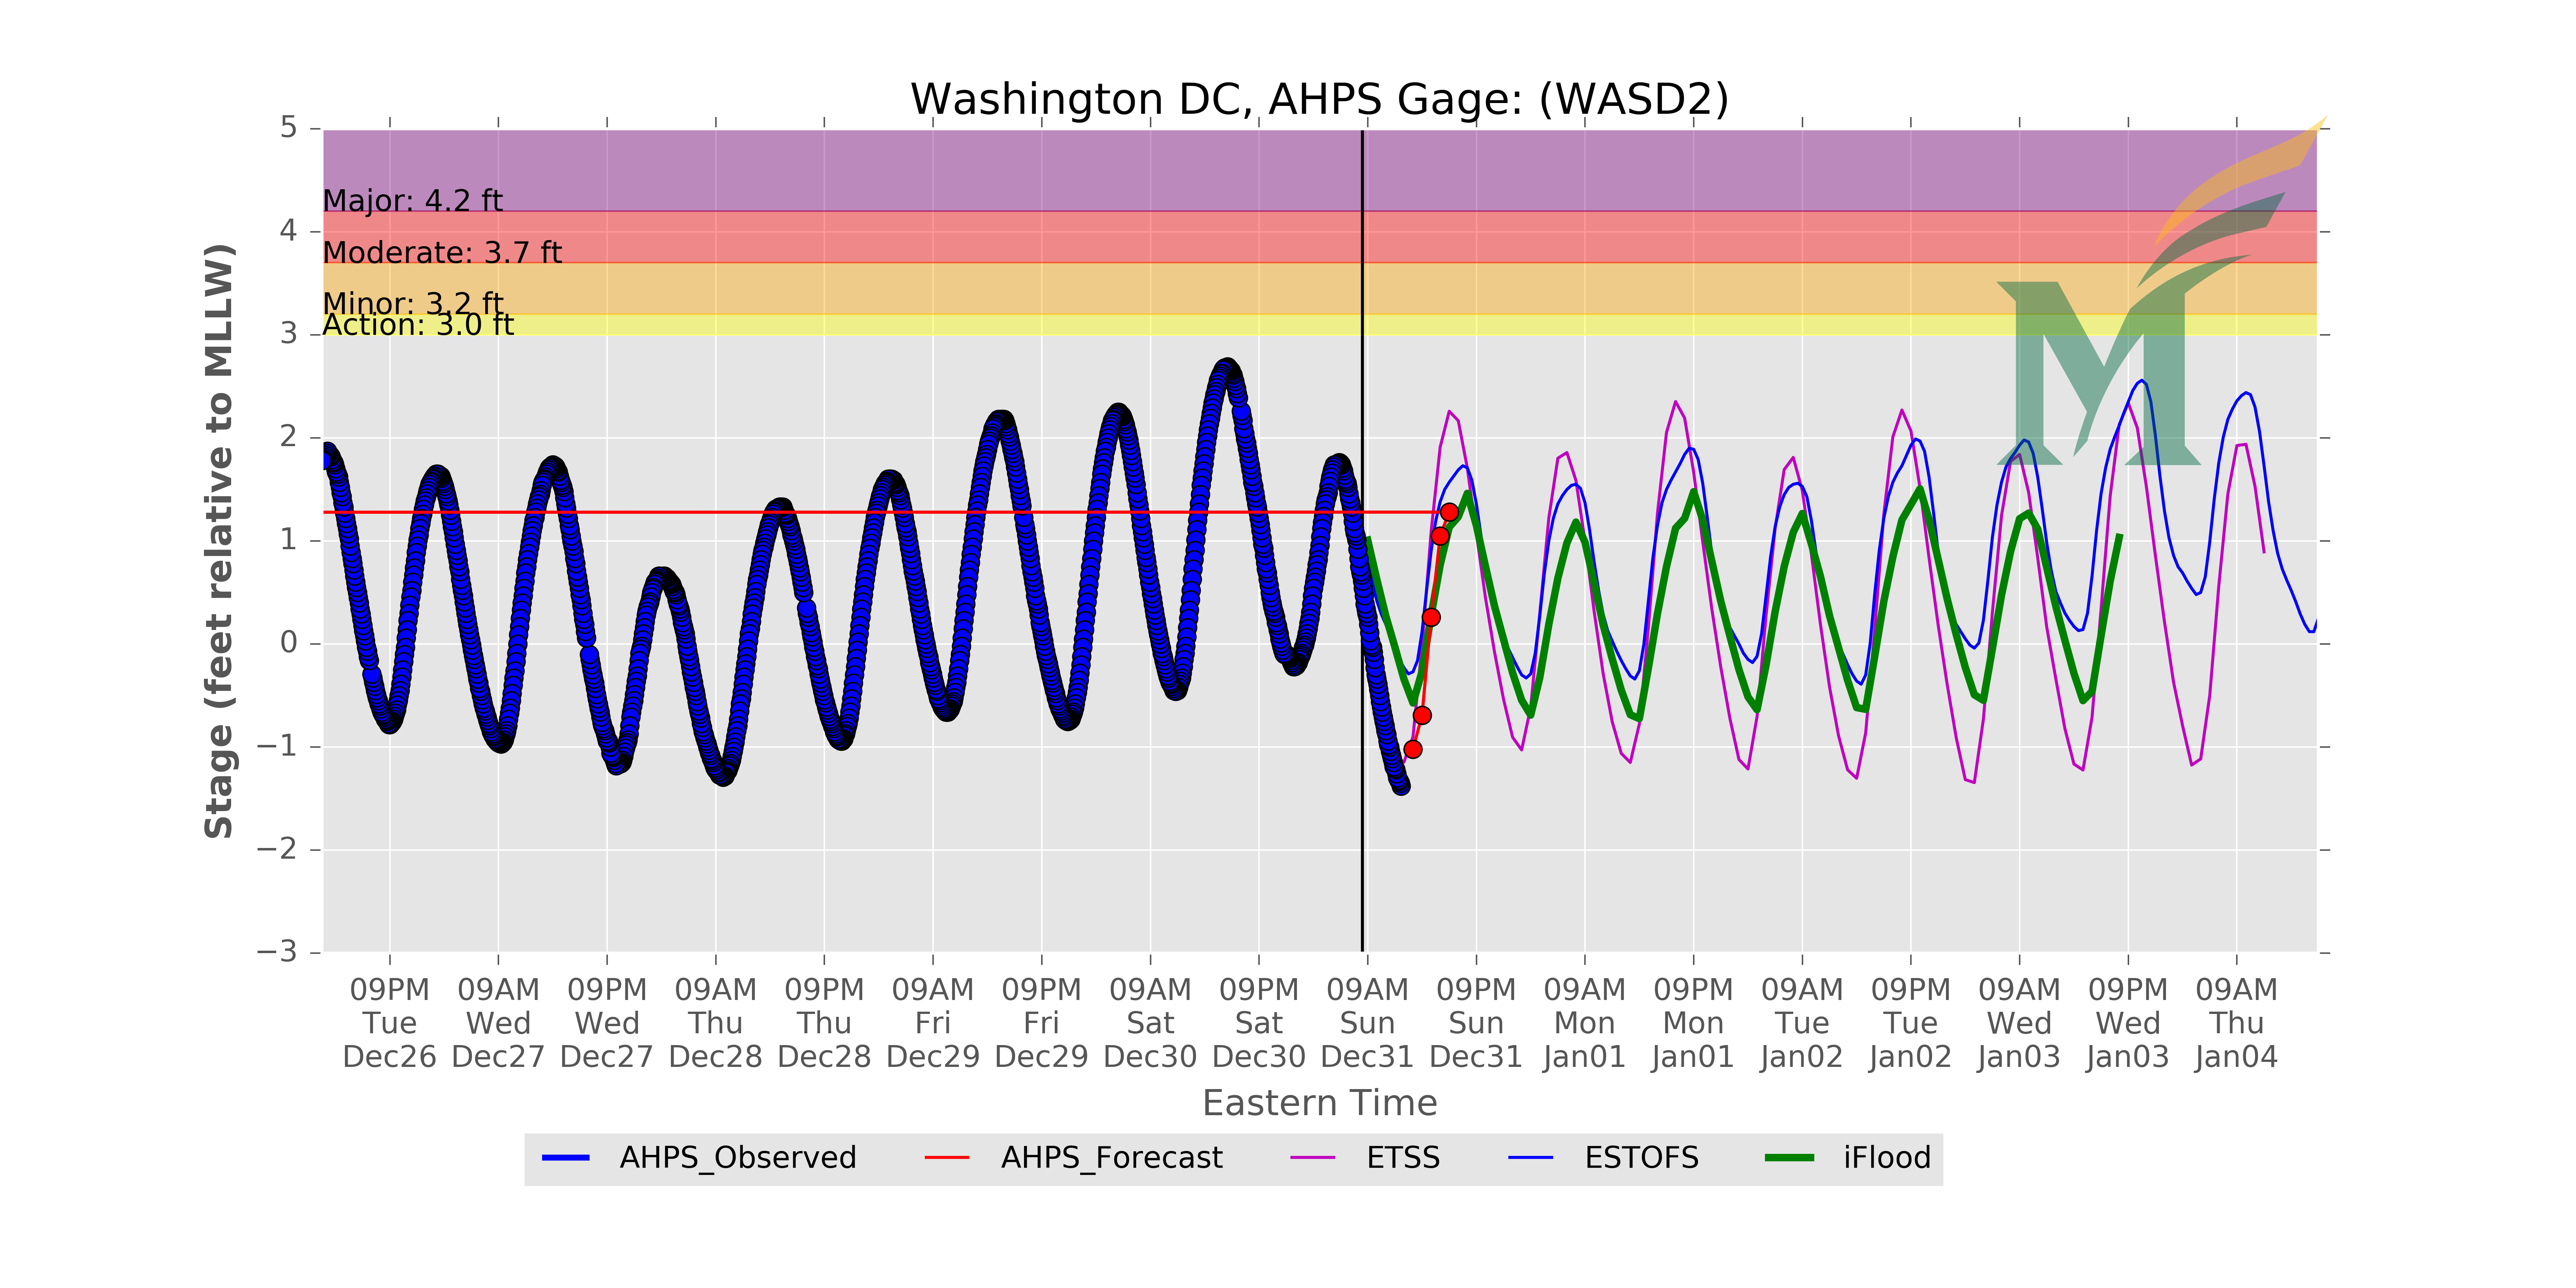 Washington DC, AHPS Gage: (WASD2)
Stage (feet relative to MLLW)
5
4
3
2
1
0
−1
−2
−3
Major: 4.2 ft
Moderate: 3.7 ft
Minor: 3.2 ft
Action: 3.0 ft
M
09PM 09AM 09PM 09AM 09PM 09AM 09PM 09AM 09PM 09AM 09PM 09AM 09PM 09AM 09PM 09AM 09PM 09AM
Tue Wed Wed Thu Thu Fri Fri Sat Sat Sun Sun Mon Mon Tue Tue Wed Wed Thu
Dec26 Dec27 Dec27 Dec28 Dec28 Dec29 Dec29 Dec30 Dec30 Dec31 Dec31 Jan01 Jan01 Jan02 Jan02 Jan03 Jan03 Jan04
Eastern Time
AHPS_Observed AHPS_Forecast ETSS ESTOFS iFlood